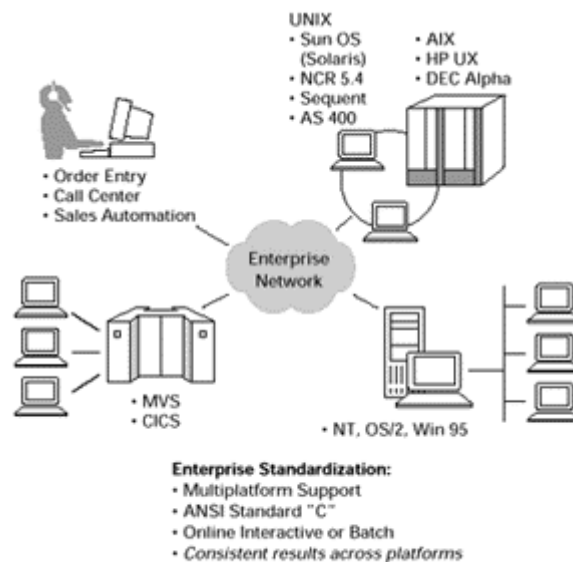 UNIX
• Sun OS
(Solaris)
• NCR 5.4
• Sequent
• AS 400
• AIX
• HP UX
• DEC Alpha
• Order Entry
• Call Center
• Sales Automation
Enterprise
Network
• MVS
• CICS
• NT, OS/2, Win 95
Enterprise Standardization:
• Multiplatform Support
• ANSI Standard "C"
• Online Interactive or Batch
• Consistent results across platforms